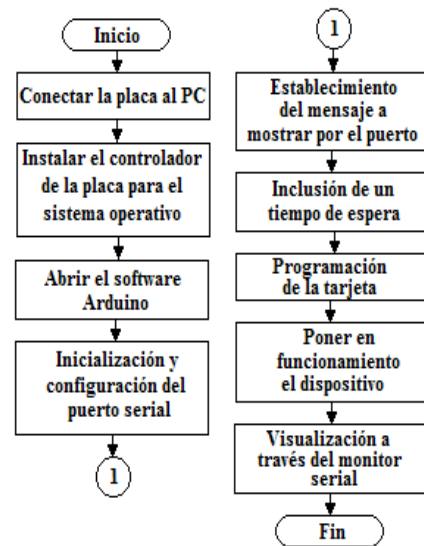 Inicio
Conectar la placa al PC
Instalar el controlador
de la placa para el
sistema operativo
Abrir el software
Arduino
Inicialización y
configuración del
puerto serial
1
1
Establecimiento
del mensaje a
mostrar por el puerto
Inclusión de un
tiempo de espera
Programación
de la tarjeta
Poner en
funcionamiento
el dispositivo
Visualización a
través del monitor
serial
Fin